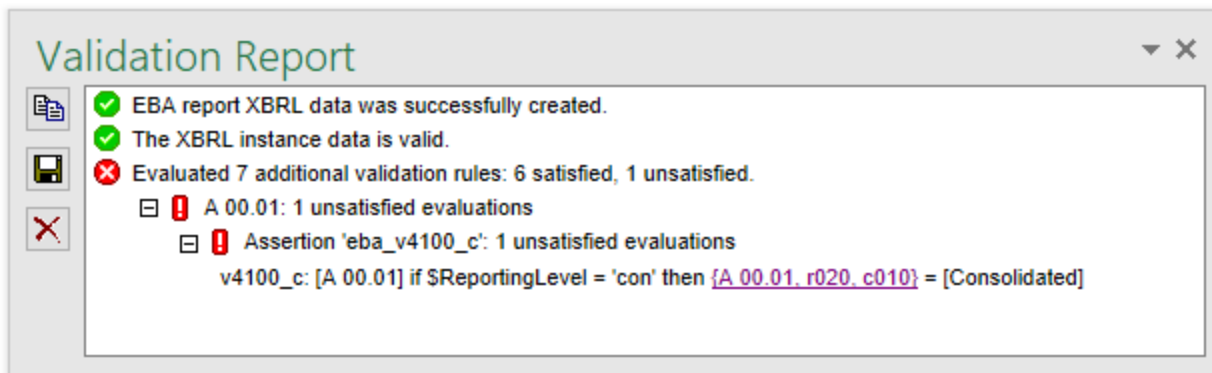 Validation Report
EBA report XBRL data was successfully created.
The XBRL instance data is valid.
Evaluated 7 additional validation rules: 6 satisfied, 1 unsatisfied.
A 00.01: 1 unsatisfied evaluations
Assertion 'eba_v4100_c': 1 unsatisfied evaluations
v4100_c: [A 00.01] if $ReportingLevel = 'con' then {A 00.01, r020, c010} = [Consolidated]